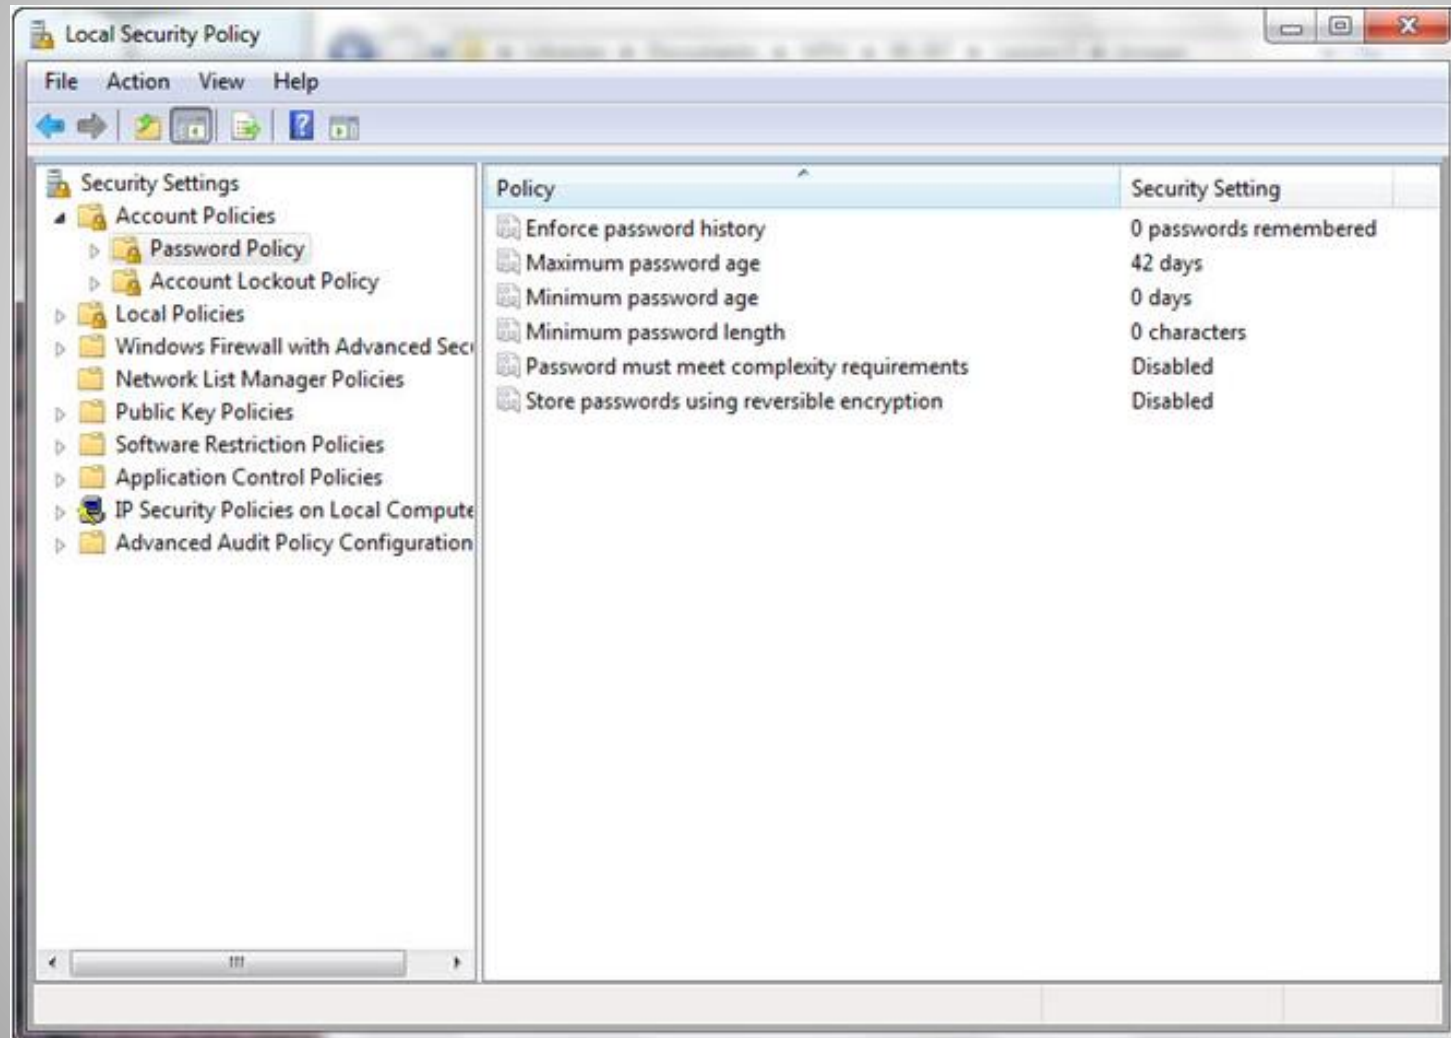 Local Security Policy
File Action View Help
Security Settings
Account Policies
Password Policy
Account Lockout Policy
Local Policies
Windows Firewall with Advanced Secu
Network List Manager Policies
Public Key Policies
Software Restriction Policies
Application Control Policies
IP Security Policies on Local Compute
Advanced Audit Policy Configuration
Policy Security Setting
Enforce password history 0 passwords remembered
Maximum password age 42 days
Minimum password age 0 days
Minimum password length 0 characters
Password must meet complexity requirements Disabled
Store passwords using reversible encryption Disabled